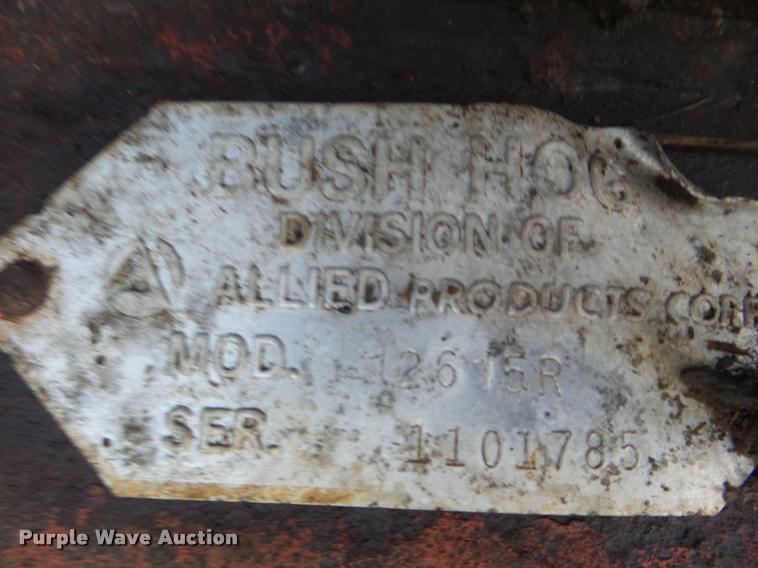 BUSH HOG
DIVISION OF
ALLIED PRODUCTS CORP
MOD. 12615R
SER. 1101785
Purple Wave Auction